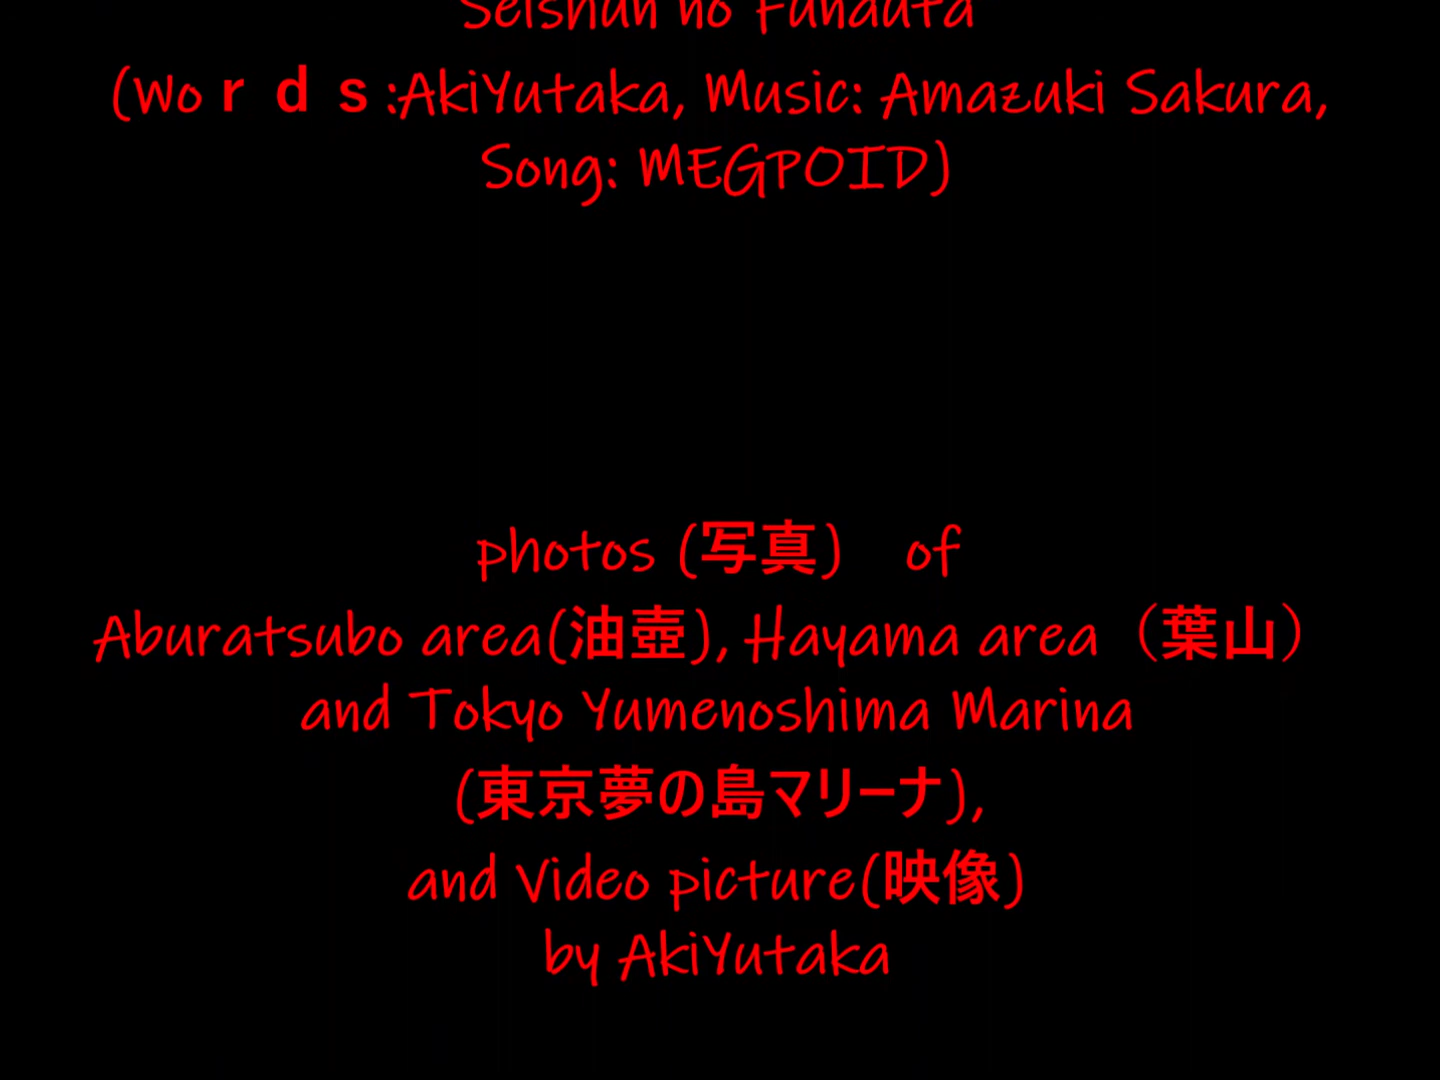 Seishun no Funauta
(Woｒｄｓ:AkiYutaka, Music: Amazuki Sakura,
Song: MEGPOID)
photos (写真)　of
Aburatsubo area(油壺), Hayama area（葉山）
and Tokyo Yumenoshima Marina
(東京夢の島マリーナ),
and Video picture(映像)
by AkiYutaka